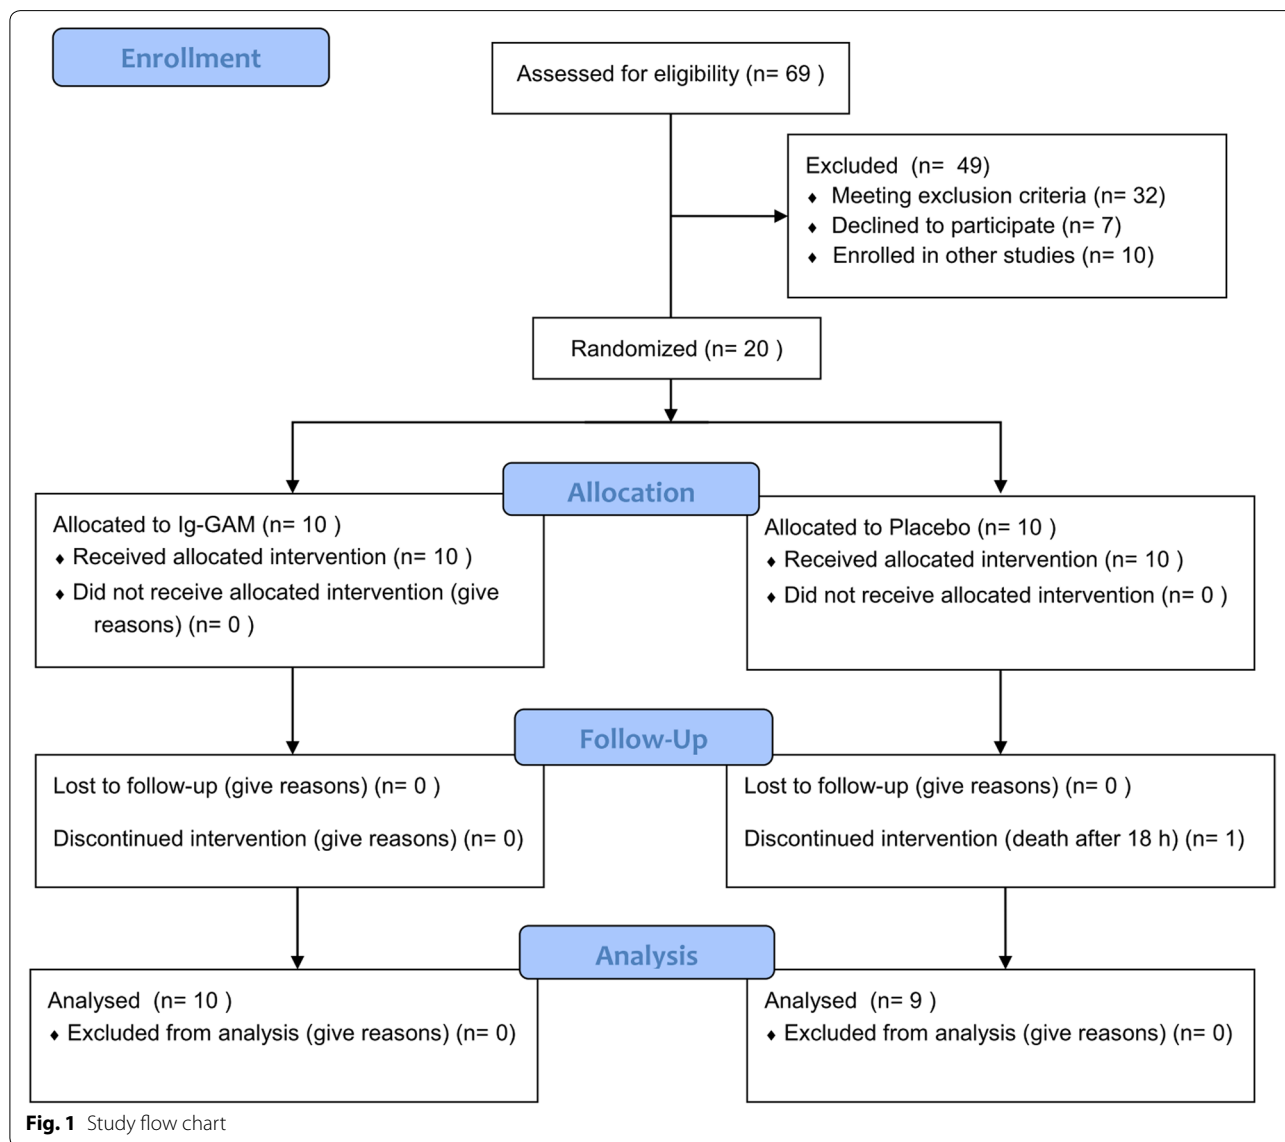 Enrollment
Assessed for eligibility (n= 69 )
Excluded (n= 49)
♦ Meeting exclusion criteria (n= 32)
♦ Declined to participate (n= 7)
♦ Enrolled in other studies (n= 10)
Randomized (n= 20 )
Allocation
Allocated to Ig-GAM (n= 10 )
♦ Received allocated intervention (n= 10 )
♦ Did not receive allocated intervention (give
reasons) (n= 0 )
Allocated to Placebo (n= 10 )
♦ Received allocated intervention (n= 10 )
♦ Did not receive allocated intervention (n= 0 )
Follow-Up
Lost to follow-up (give reasons) (n= 0 )
Discontinued intervention (give reasons) (n= 0)
Lost to follow-up (give reasons) (n= 0 )
Discontinued intervention (death after 18 h) (n= 1)
Analysis
Analysed (n= 10 )
♦ Excluded from analysis (give reasons) (n= 0)
Analysed (n= 9 )
♦ Excluded from analysis (give reasons) (n= 0)
Fig. 1 Study flow chart